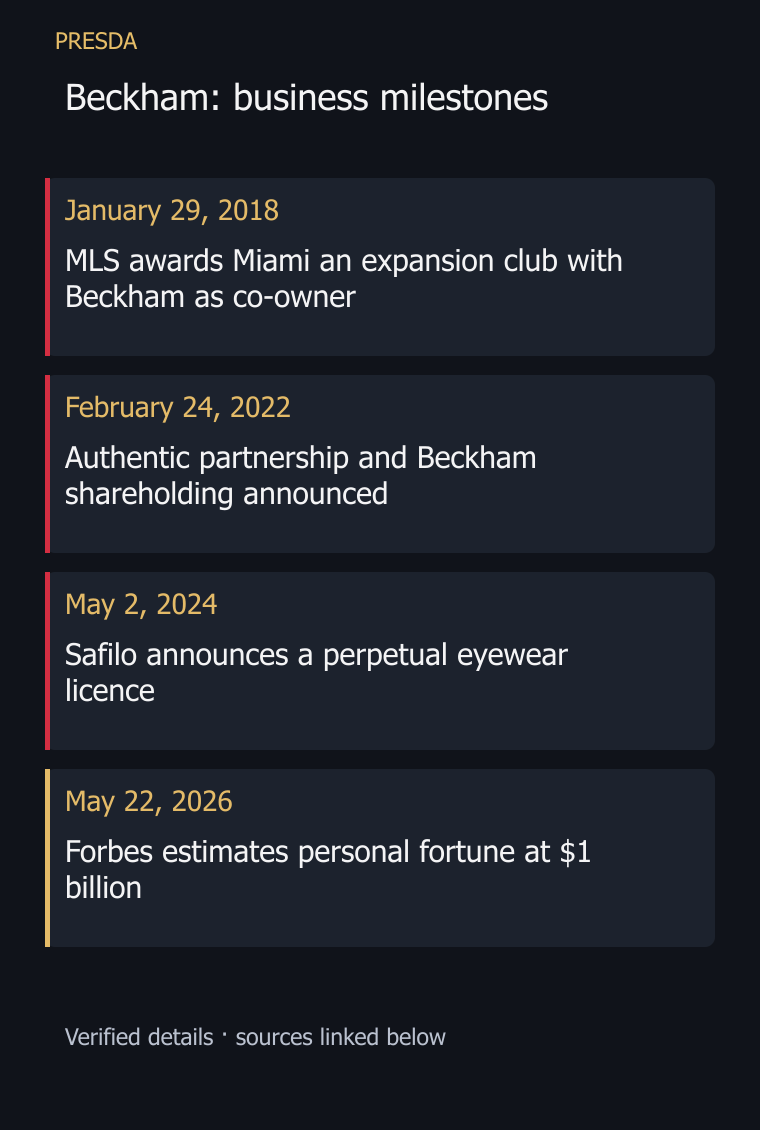 PRESDA
Beckham: business milestones
January 29, 2018
MLS awards Miami an expansion club with
Beckham as co-owner
February 24, 2022
Authentic partnership and Beckham
shareholding announced
May 2, 2024
Safilo announces a perpetual eyewear
licence
May 22, 2026
Forbes estimates personal fortune at $1
billion
Verified details · sources linked below